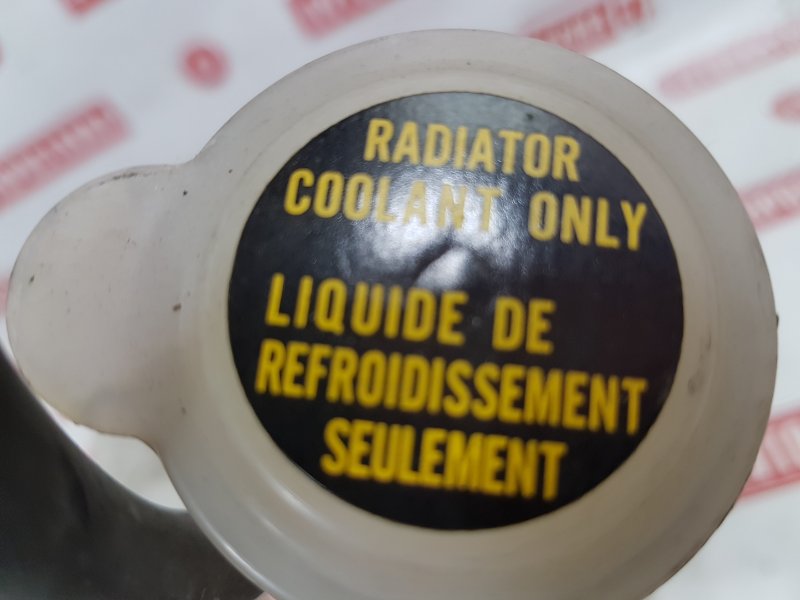 RADIATOR
COOLANT ONLY
LIQUIDE DE
REFROIDISSEMENT
SEULEMENT